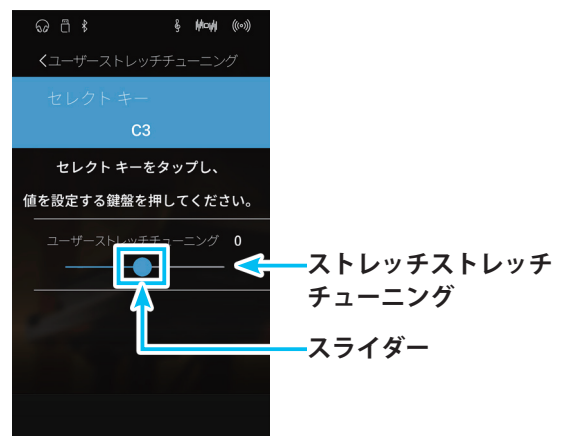 ユーザーストレッチチューニング
セレクト キー
C3
セレクト キーをタップし、
値を設定する鍵盤を押してください。
ユーザーストレッチチューニング 0
ストレッチストレッチ
チューニング
スライダー